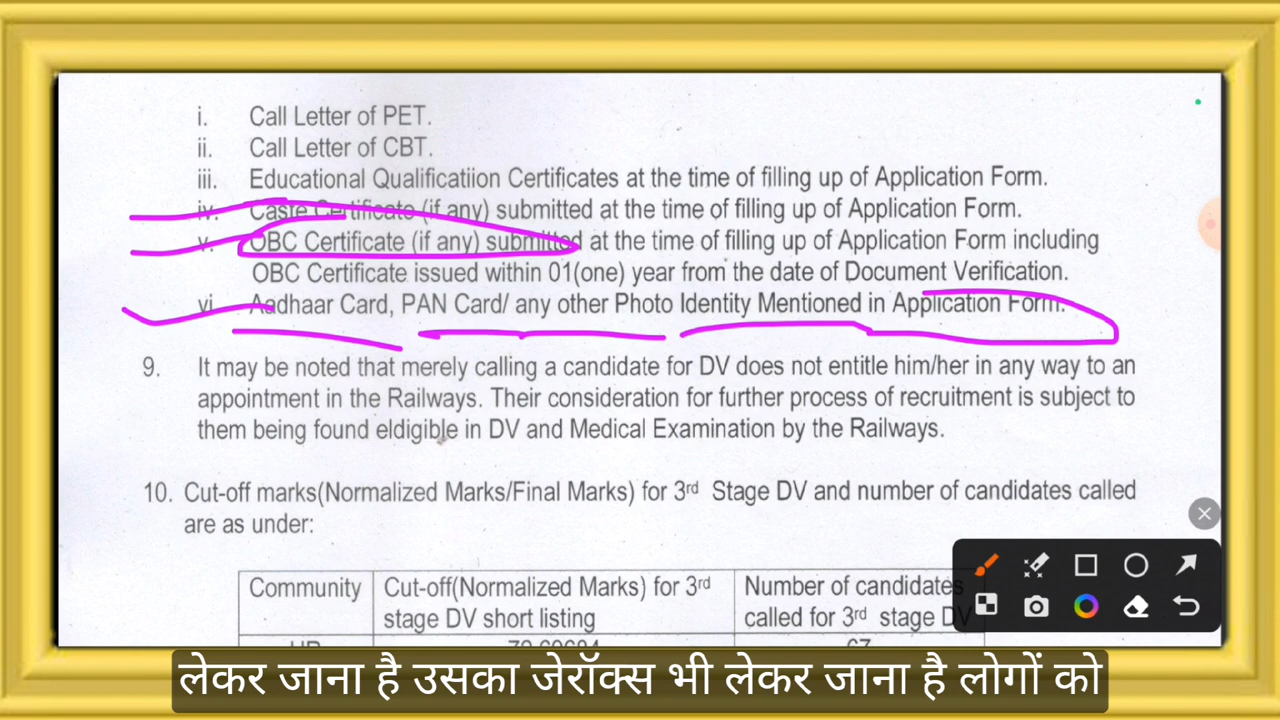 i. Call Letter of PET.
ii. Call Letter of CBT.
iii. Educational Qualificatiion Certificates at the time of filling up of Application Form.
iv. Caste Certificate (if any) submitted at the time of filling up of Application Form.
v. OBC Certificate (if any) submitted at the time of filling up of Application Form including
OBC Certificate issued within 01(one) year from the date of Document Verification.
vi. Aadhaar Card, PAN Card/ any other Photo Identity Mentioned in Application Form.
9. It may be noted that merely calling a candidate for DV does not entitle him/her in any way to an
appointment in the Railways. Their consideration for further process of recruitment is subject to
them being found eldigible in DV and Medical Examination by the Railways.
10. Cut-off marks(Normalized Marks/Final Marks) for 3rd Stage DV and number of candidates called
are as under:
Community Cut-off(Normalized Marks) for 3rd Number of candidates
stage DV short listing called for 3rd stage DV
लेकर जाना है उसका जेरॉक्स भी लेकर जाना है लोगों को